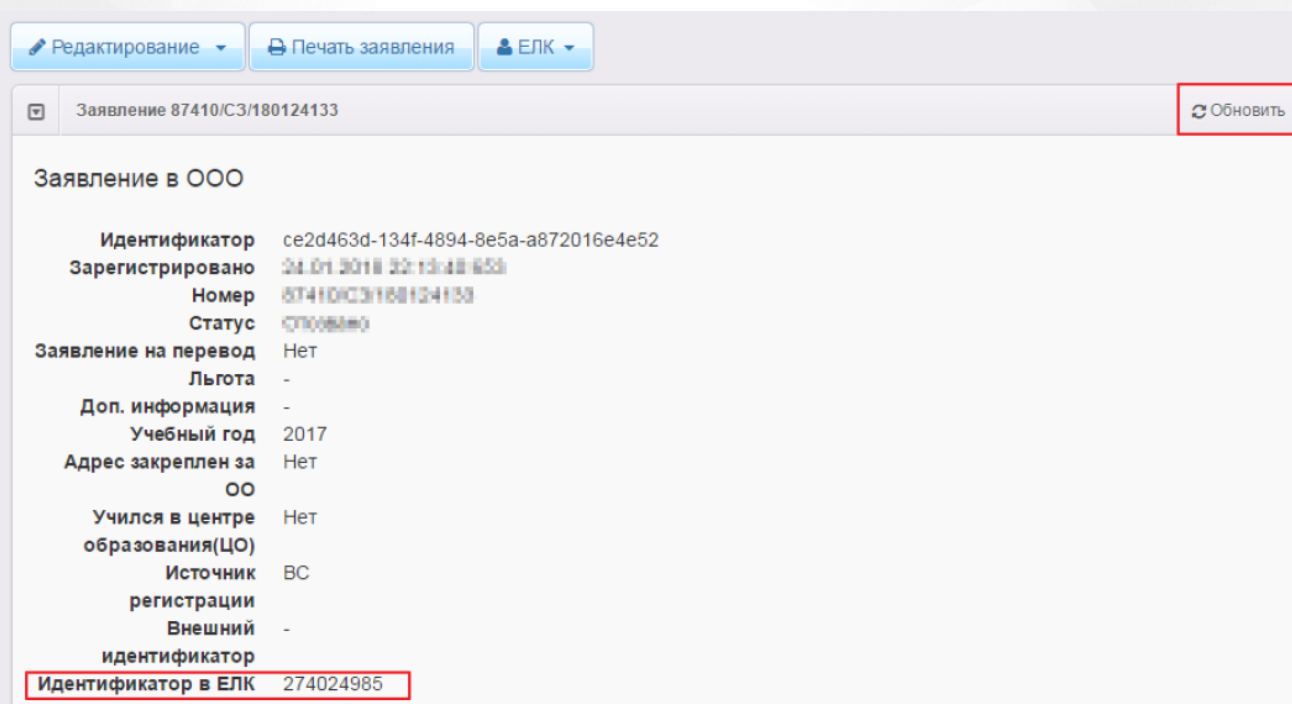 Редактирование Печать заявления ЕЛК
Заявление 87410/СЗ/180124133 Обновить
Заявление в ООО
Идентификатор ce2d463d-134f-4894-8e5a-a872016e4e52
Зарегистрировано
Номер
Статус
Заявление на перевод Нет
Льгота -
Доп. информация -
Учебный год 2017
Адрес закреплен за Нет
ОО
Учился в центре Нет
образования(ЦО)
Источник ВС
регистрации
Внешний -
идентификатор
Идентификатор в ЕЛК 274024985